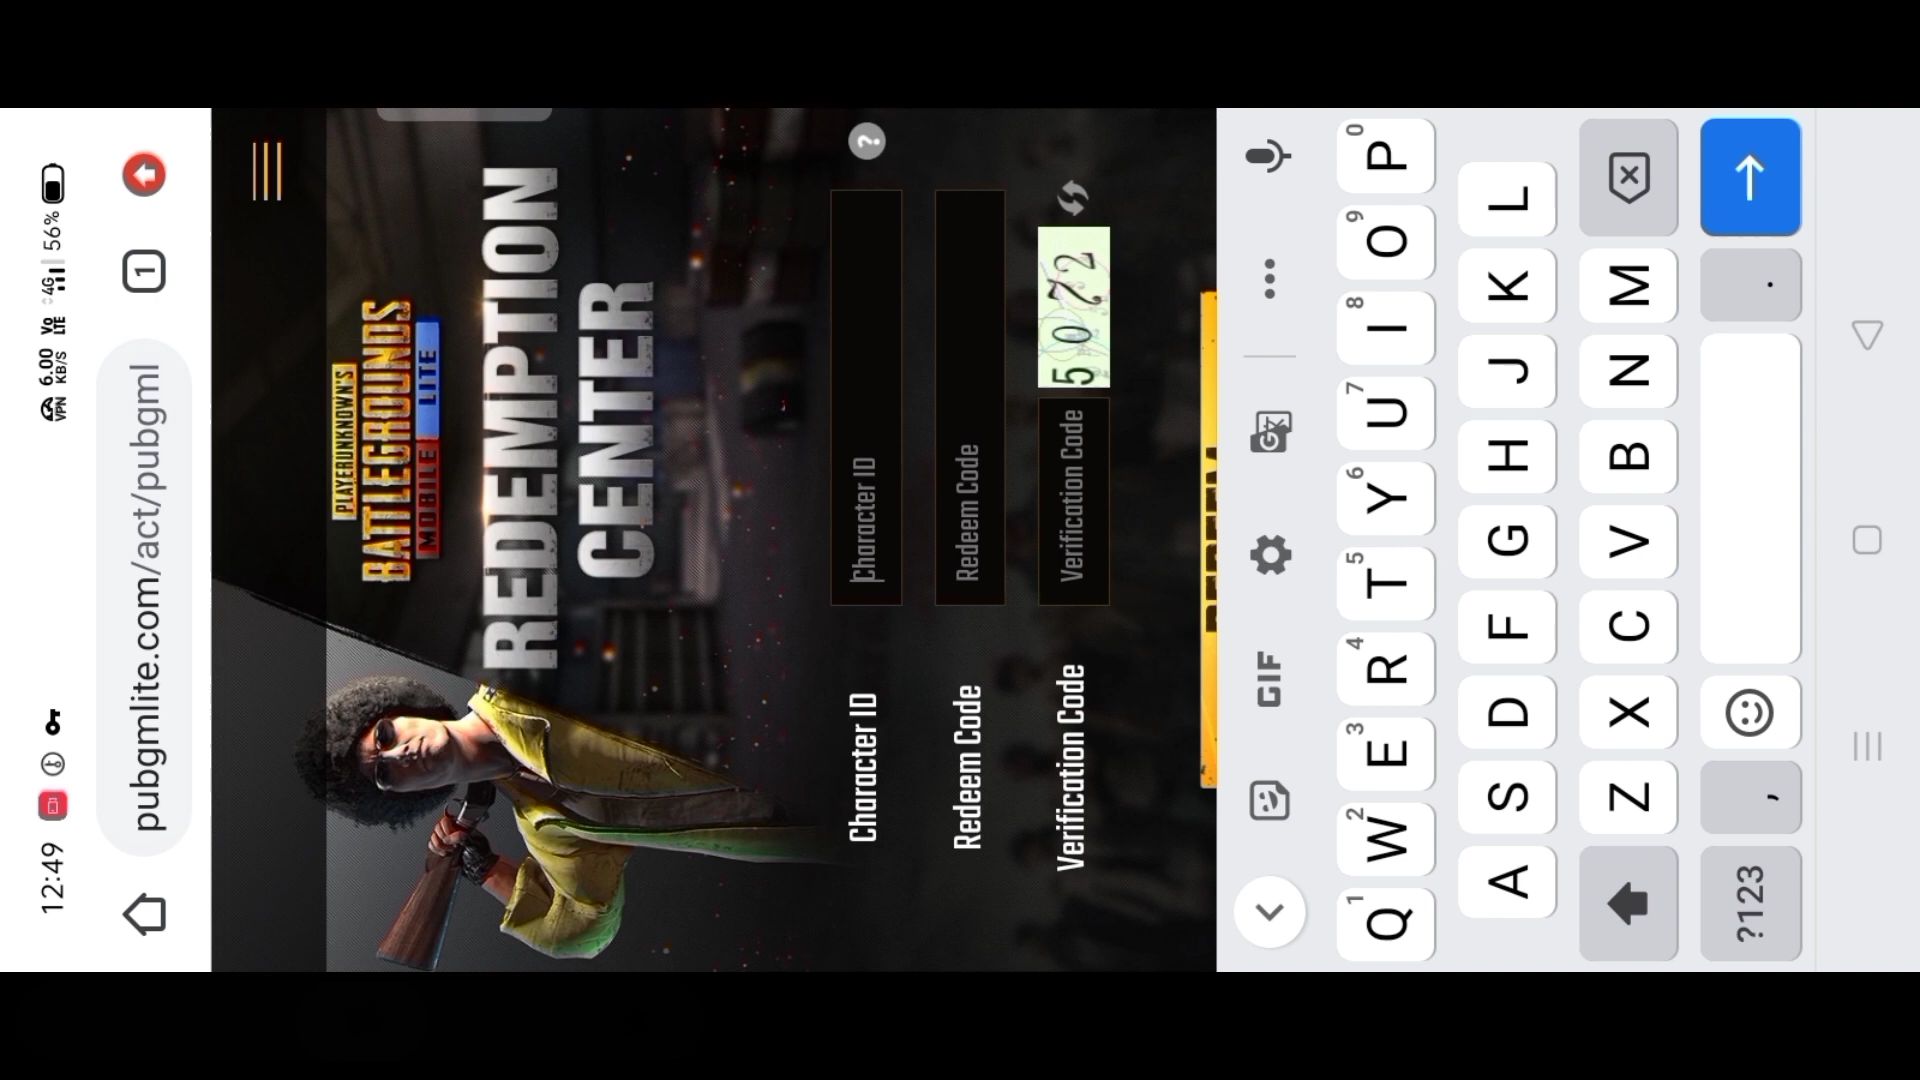 12:49
VPN 6.00 KB/S Vo LTE 4G 56%
pubgmlite.com/act/pubgml
1
PLAYERUNKNOWN'S
BATTLEGROUNDS
MOBILE LITE
REDEMPTION
CENTER
Character ID Character ID ?
Redeem Code Redeem Code
Verification Code Verification Code 5072
REDEEM
GIF
1 2 3 4 5 6 7 8 9 0
Q W E R T Y U I O P
A S D F G H J K L
Z X C V B N M
?123 , .